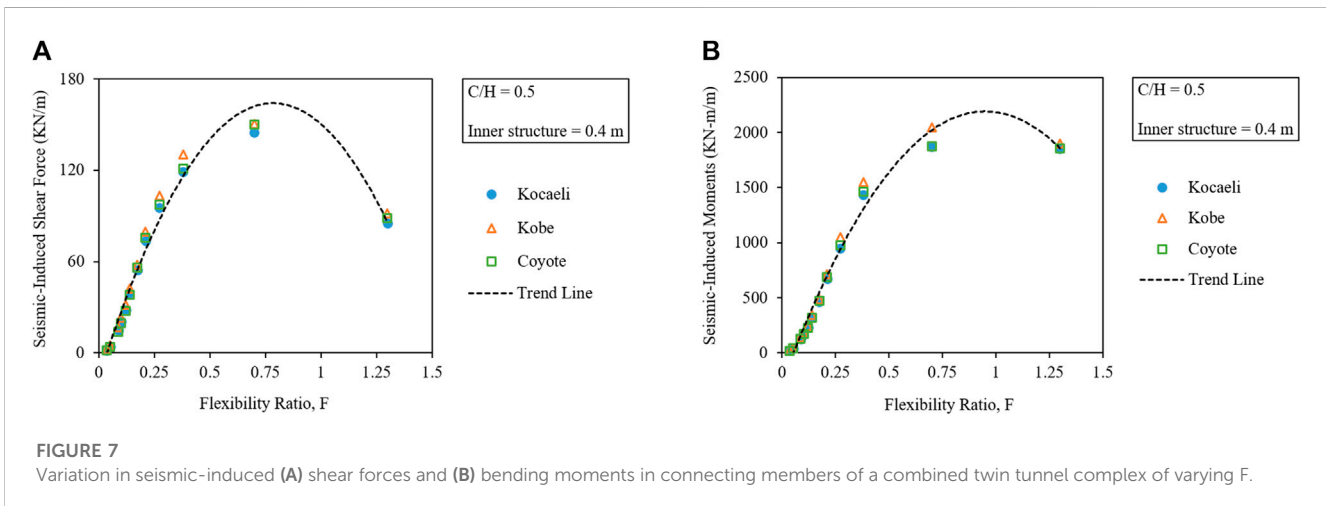 A
180
120
60
0
Seismic-Induced Shear Force (KN/m)
0 0.25 0.5 0.75 1 1.25 1.5
Flexibility Ratio, F
C/H = 0.5
Inner structure = 0.4 m
Kocaeli
Kobe
Coyote
Trend Line
B
2500
2000
1500
1000
500
0
Seismic-Induced Moments (KN-m/m)
0 0.25 0.5 0.75 1 1.25 1.5
Flexibility Ratio, F
C/H = 0.5
Inner structure = 0.4 m
Kocaeli
Kobe
Coyote
Trend Line
FIGURE 7
Variation in seismic-induced (A) shear forces and (B) bending moments in connecting members of a combined twin tunnel complex of varying F.